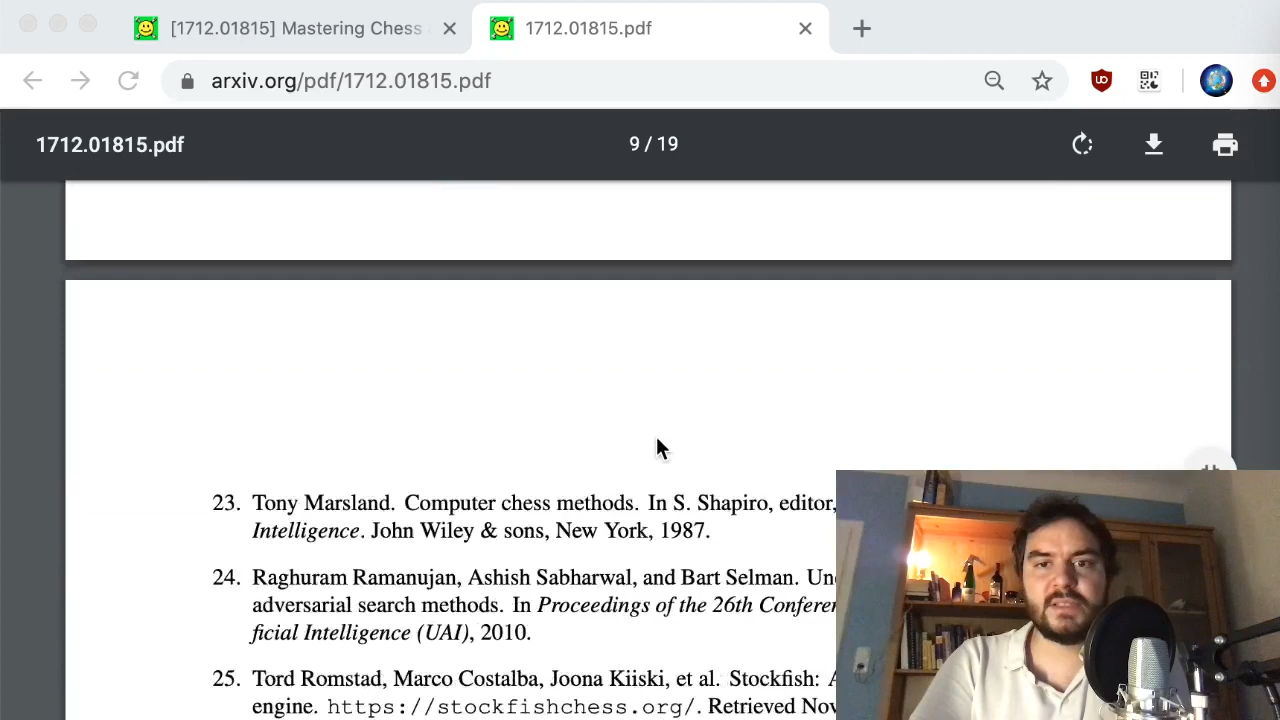 [1712.01815] Mastering Chess
1712.01815.pdf
arxiv.org/pdf/1712.01815.pdf
1712.01815.pdf
9 / 19
23. Tony Marsland. Computer chess methods. In S. Shapiro, editor,
Intelligence. John Wiley & sons, New York, 1987.
24. Raghuram Ramanujan, Ashish Sabharwal, and Bart Selman.
adversarial search methods. In Proceedings of the 26th
ficial Intelligence (UAI), 2010.
25. Tord Romstad, Marco Costalba, Joona Kiiski, et al. Stockfish:
engine. https://stockfishchess.org/. Retrieved